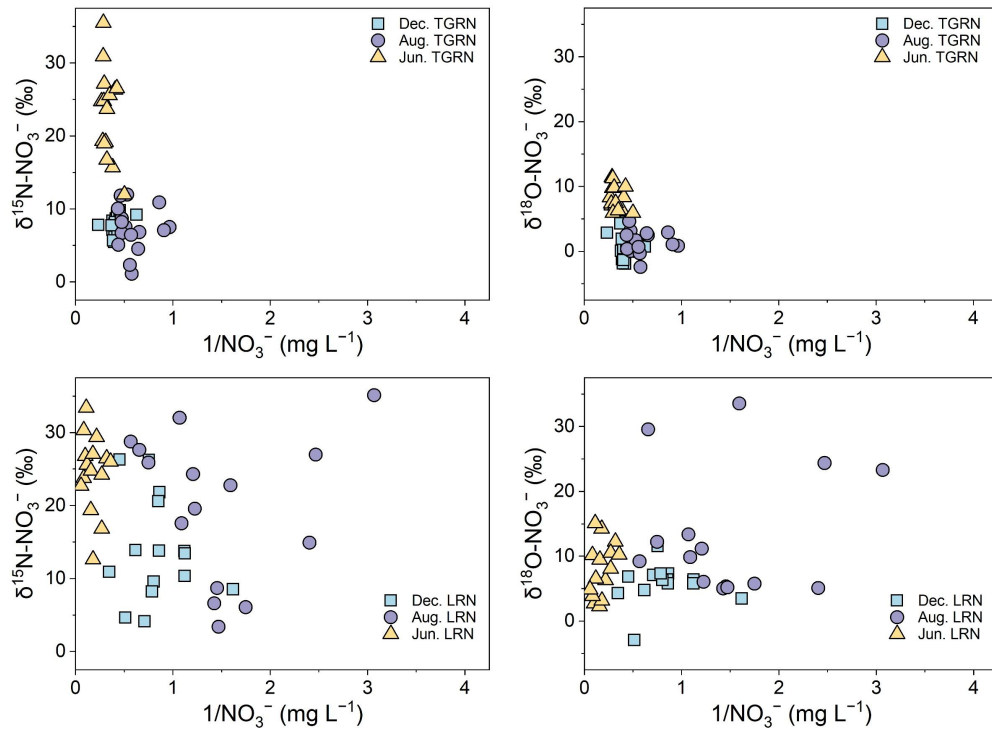 Dec. TGRN
Aug. TGRN
Jun. TGRN
δ¹⁵N-NO₃⁻ (‰)
30
20
10
0
0
1
2
3
4
1/NO₃⁻ (mg L⁻¹)
Dec. TGRN
Aug. TGRN
Jun. TGRN
δ¹⁸O-NO₃⁻ (‰)
30
20
10
0
0
1
2
3
4
1/NO₃⁻ (mg L⁻¹)
δ¹⁵N-NO₃⁻ (‰)
30
20
10
0
Dec. LRN
Aug. LRN
Jun. LRN
0
1
2
3
4
1/NO₃⁻ (mg L⁻¹)
δ¹⁸O-NO₃⁻ (‰)
30
20
10
0
Dec. LRN
Aug. LRN
Jun. LRN
0
1
2
3
4
1/NO₃⁻ (mg L⁻¹)